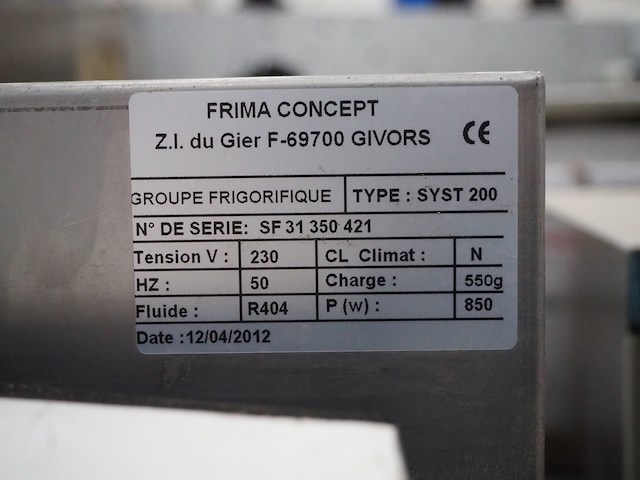 FRIMA CONCEPT
Z.I. du Gier F-69700 GIVORS CE
GROUPE FRIGORIFIQUE TYPE : SYST 200
N° DE SERIE: SF 31 350 421
Tension V : 230 CL Climat : N
HZ : 50 Charge : 550g
Fluide : R404 P (w) : 850
Date :12/04/2012